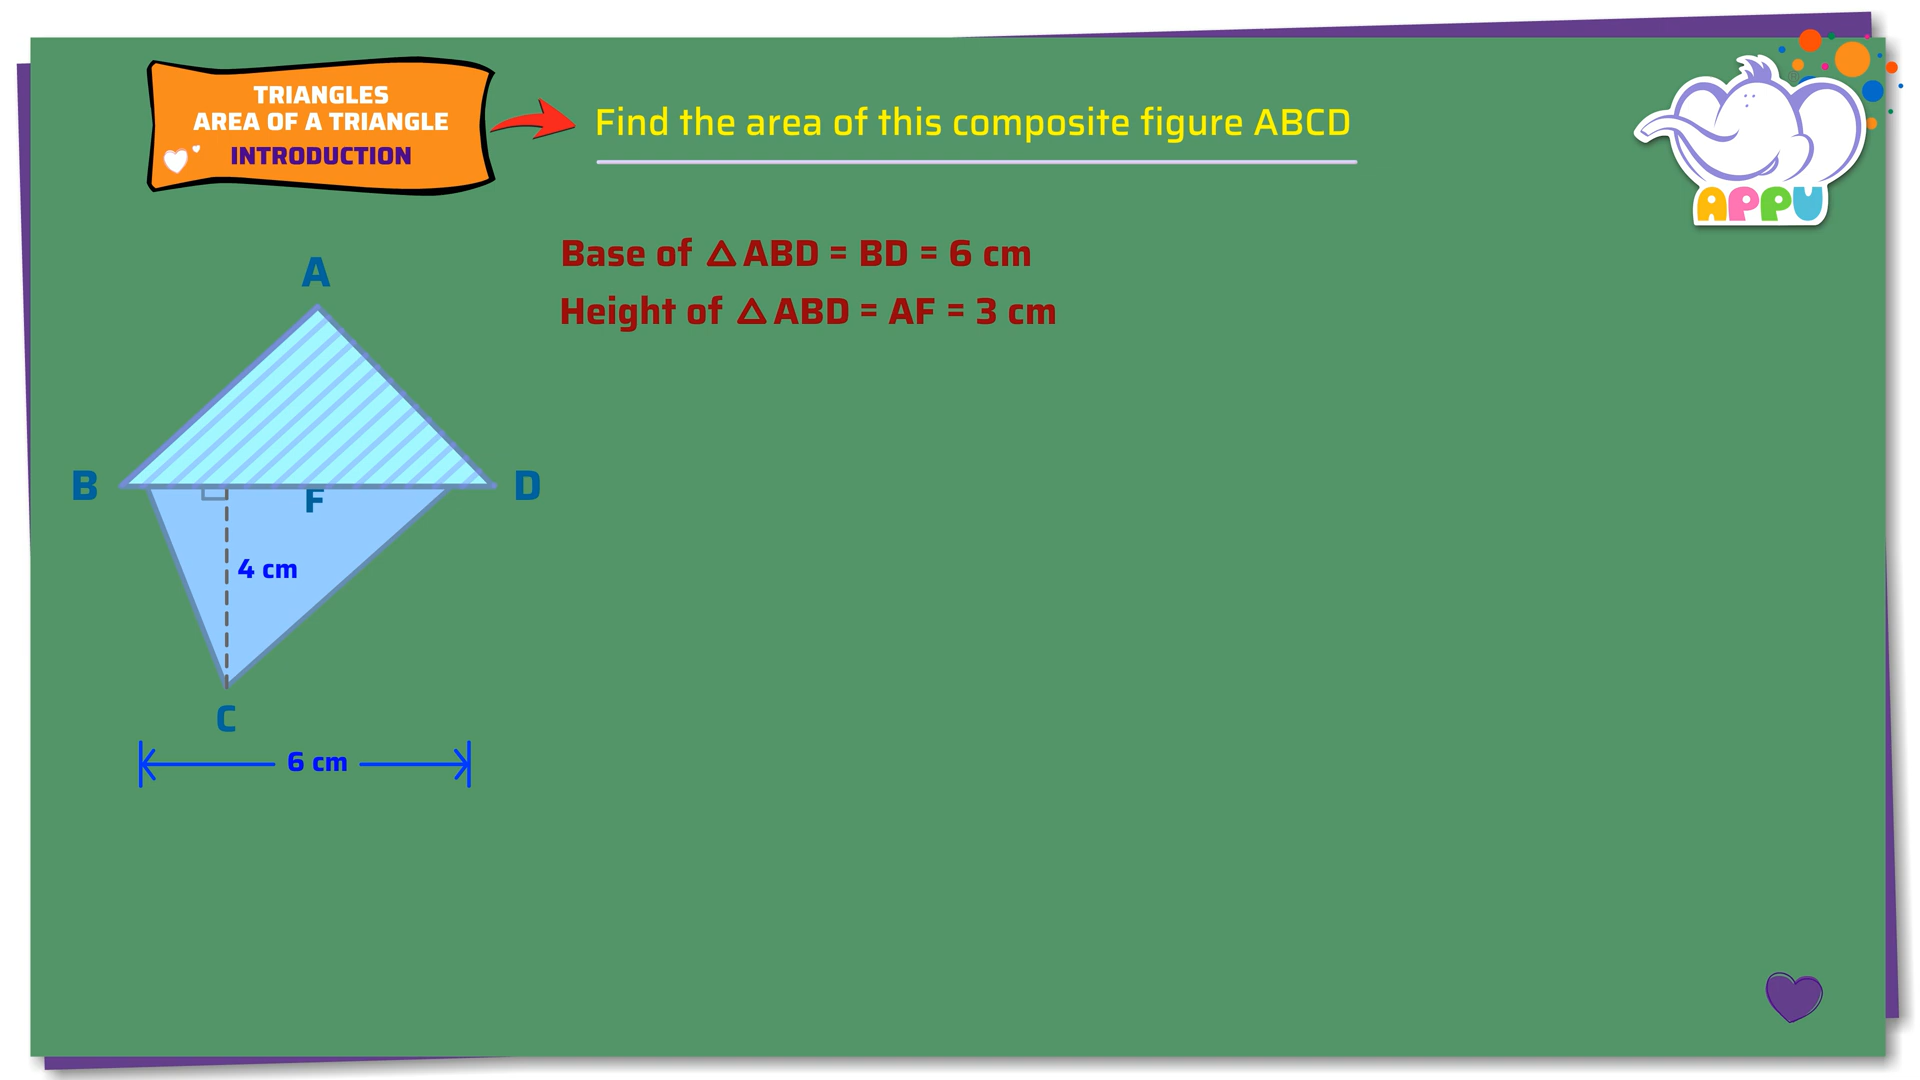 TRIANGLES
AREA OF A TRIANGLE
INTRODUCTION
Find the area of this composite figure ABCD
APPU
Base of △ ABD = BD = 6 cm
Height of △ ABD = AF = 3 cm
A
B
D
F
4 cm
C
6 cm